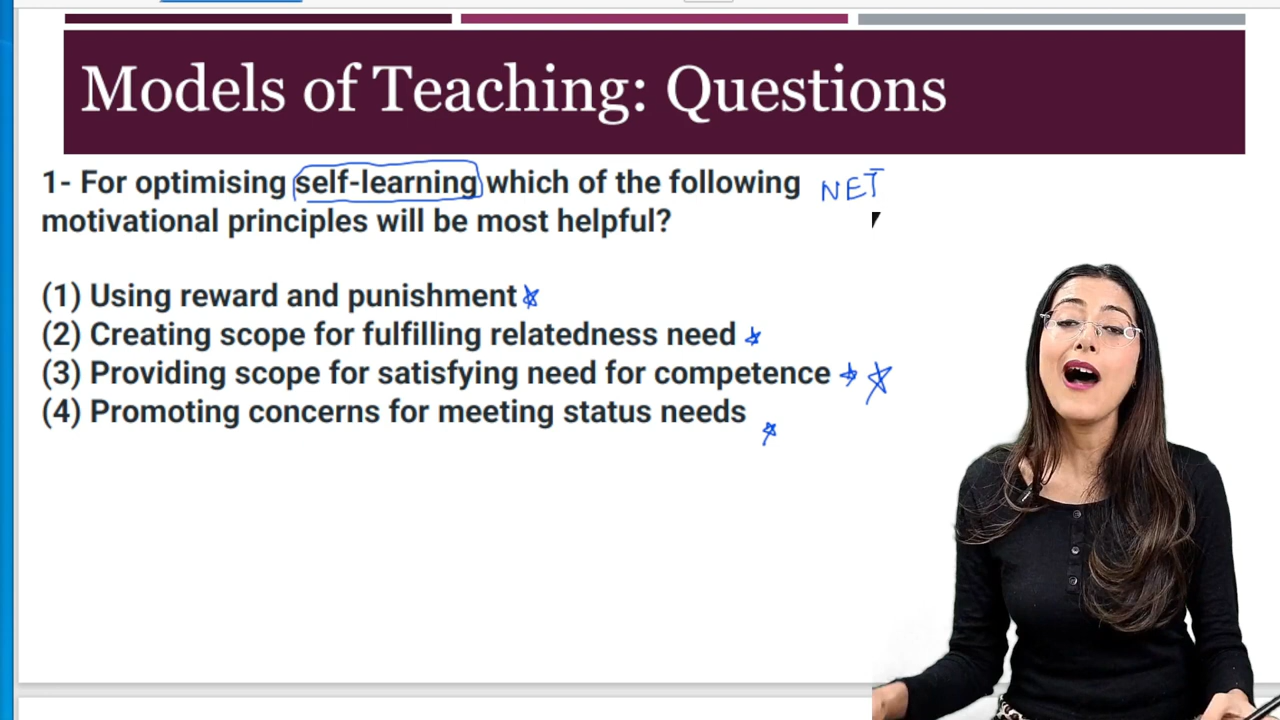 Models of Teaching: Questions
1- For optimising self-learning which of the following NET
motivational principles will be most helpful?
(1) Using reward and punishment
(2) Creating scope for fulfilling relatedness need
(3) Providing scope for satisfying need for competence
(4) Promoting concerns for meeting status needs